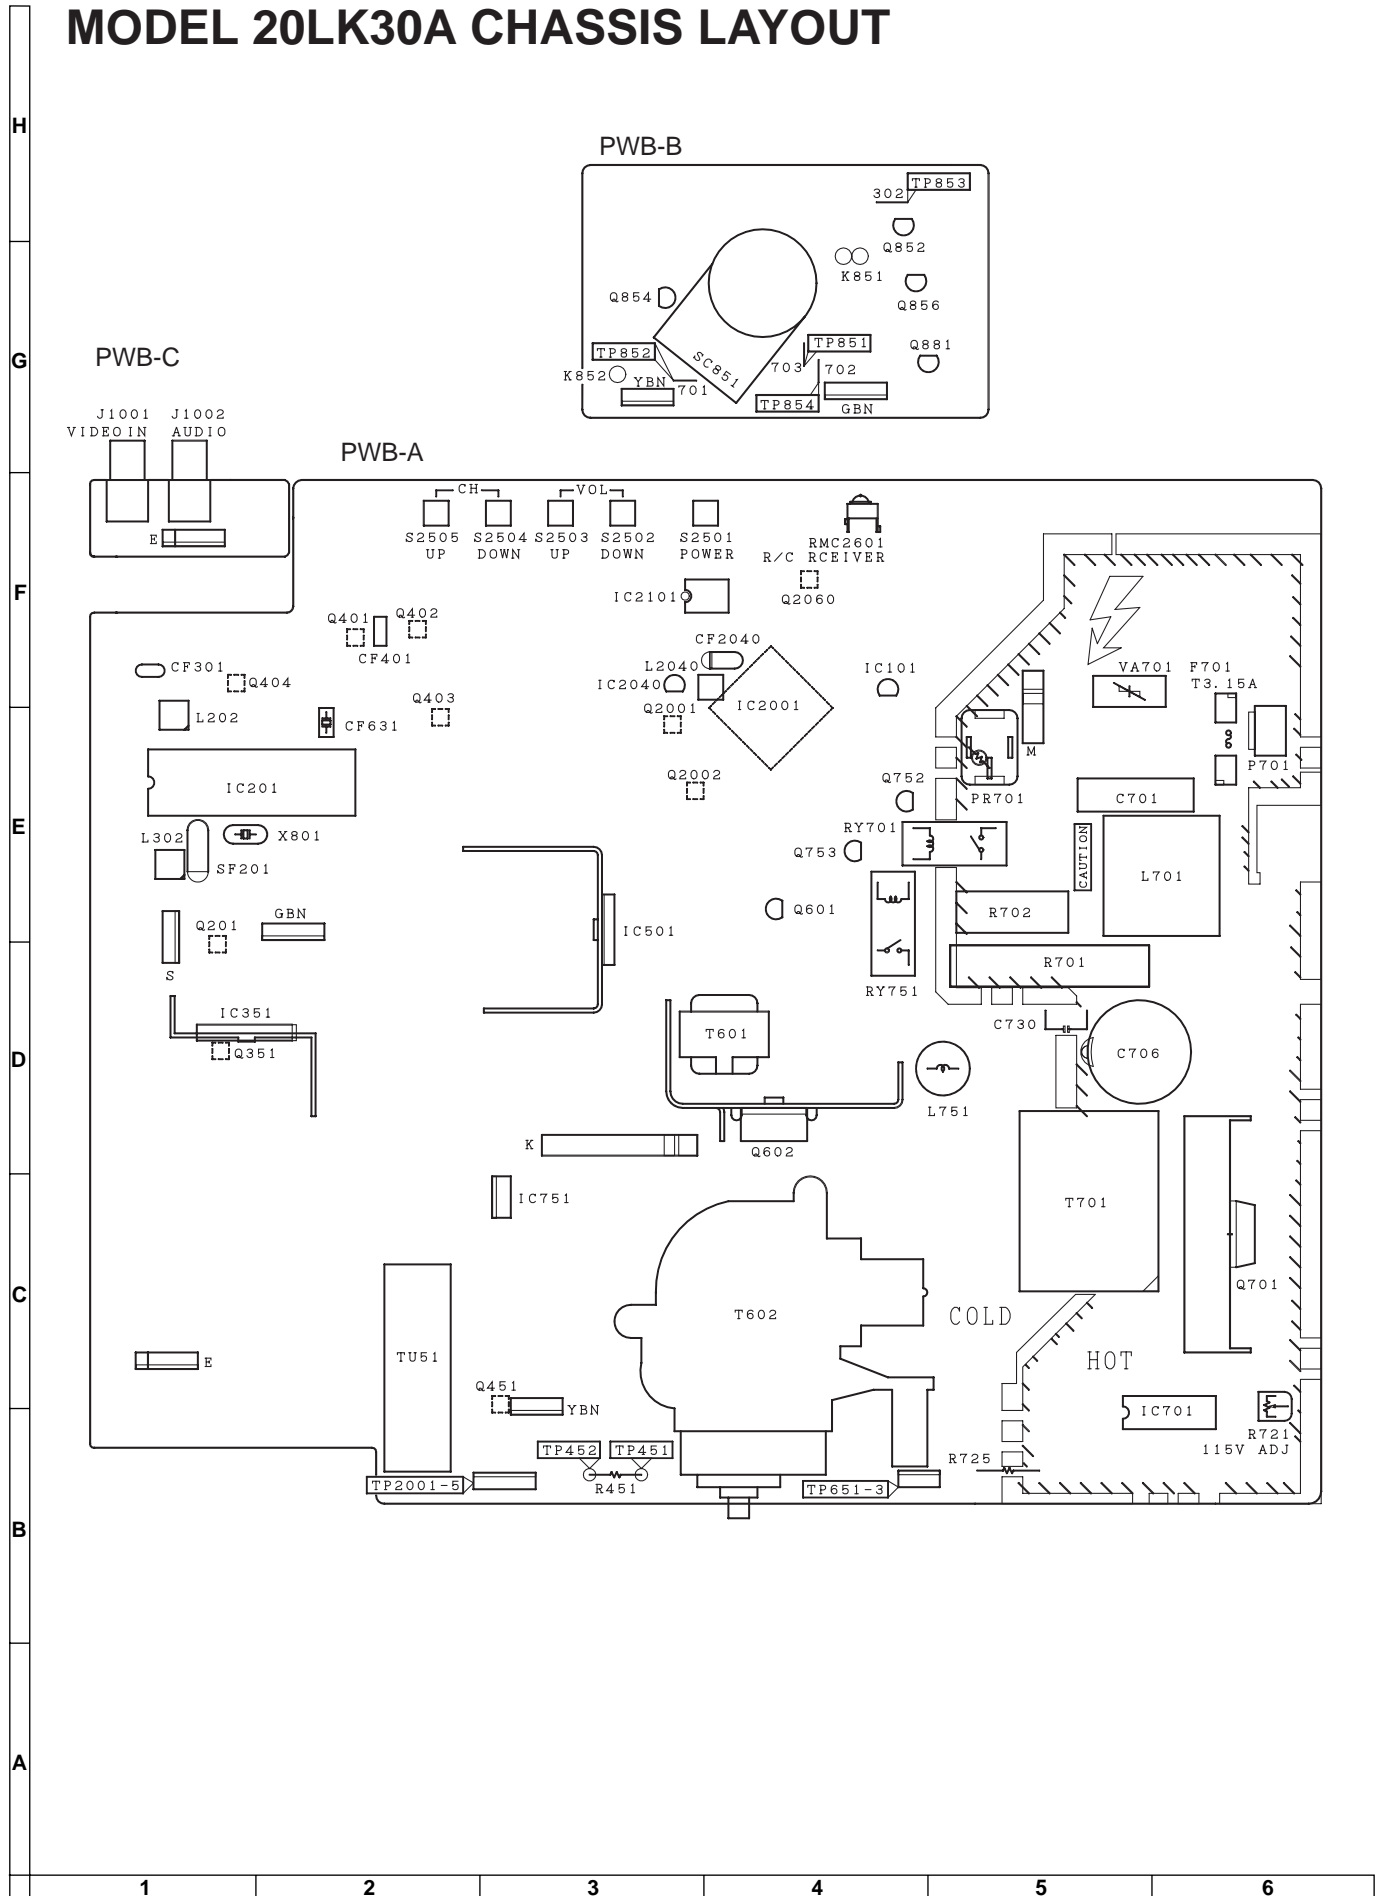 MODEL 20LK30A CHASSIS LAYOUT
H
PWB-B
TP853
302
Q852
K851
Q854
Q856
G
PWB-C
TP852
SC851
TP851
Q881
703
702
K852
YBN
701
TP854
GBN
J1001
J1002
VIDEO IN
AUDIO
PWB-A
CH
VOL
E
S2505
S2504
S2503
S2502
S2501
RMC2601
UP
DOWN
UP
DOWN
POWER
R/C RCEIVER
F
IC2101
Q2060
Q401
Q402
CF401
CF2040
CF301
L2040
IC101
VA701
F701
Q404
IC2040
T3.15A
Q403
Q2001
IC2001
L202
CF631
M
P701
Q2002
Q752
IC201
PR701
C701
E
L302
X801
RY701
Q753
CAUTION
SF201
L701
GBN
Q601
R702
Q201
IC501
S
R701
RY751
IC351
T601
C730
Q351
C706
D
L751
K
Q602
IC751
T701
Q701
C
T602
COLD
TU51
HOT
E
Q451
YBN
IC701
R721
TP452
TP451
115V ADJ
R725
TP2001-5
R451
TP651-3
B
A
1
2
3
4
5
6